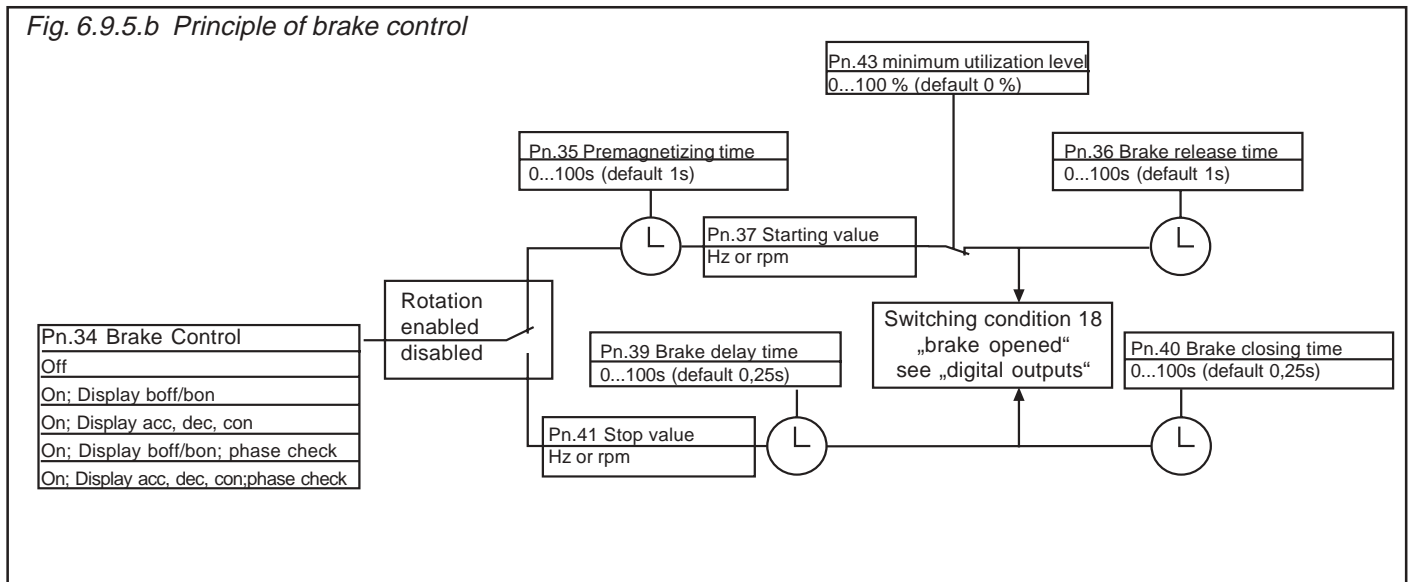 Fig. 6.9.5.b Principle of brake control
Pn.43 minimum utilization level
0...100 % (default 0 %)
Pn.35 Premagnetizing time
0...100s (default 1s)
Pn.36 Brake release time
0...100s (default 1s)
Pn.37 Starting value
Hz or rpm
Rotation
enabled
disabled
Pn.34 Brake Control
Off
On; Display boff/bon
On; Display acc, dec, con
On; Display boff/bon; phase check
On; Display acc, dec, con;phase check
Pn.39 Brake delay time
0...100s (default 0,25s)
Switching condition 18
„brake opened“
see „digital outputs“
Pn.40 Brake closing time
0...100s (default 0,25s)
Pn.41 Stop value
Hz or rpm